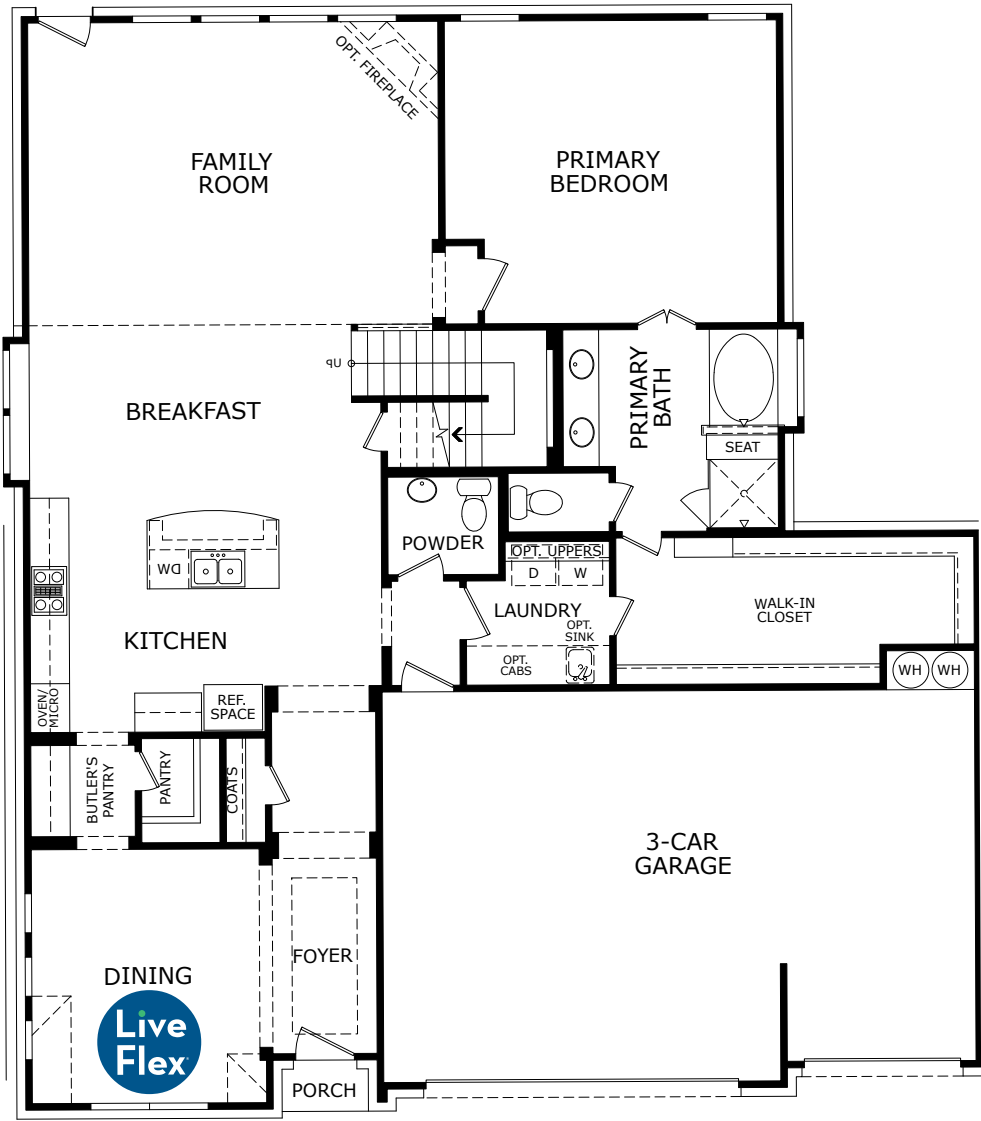 OPT. FIREPLACE
FAMILY
ROOM
PRIMARY
BEDROOM
UP
BREAKFAST
PRIMARY
BATH
SEAT
POWDER
OPT. UPPERS
D
W
LAUNDRY
OPT.
SINK
OPT.
CABS
WALK-IN
CLOSET
WH
WH
DW
KITCHEN
OVEN/
MICRO
REF.
SPACE
BUTLER'S
PANTRY
PANTRY
COATS
3-CAR
GARAGE
FOYER
DINING
Live
Flex
PORCH